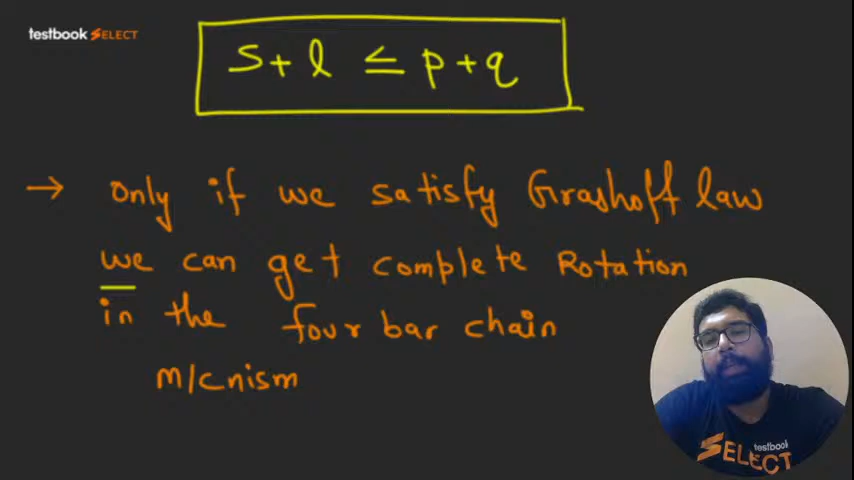 testbook SELECT
S+ l ≤ p+q
→ Only if we satisfy Grashoff law
we can get complete Rotation
in the four bar chain
m/cnism
testbook
SELECT